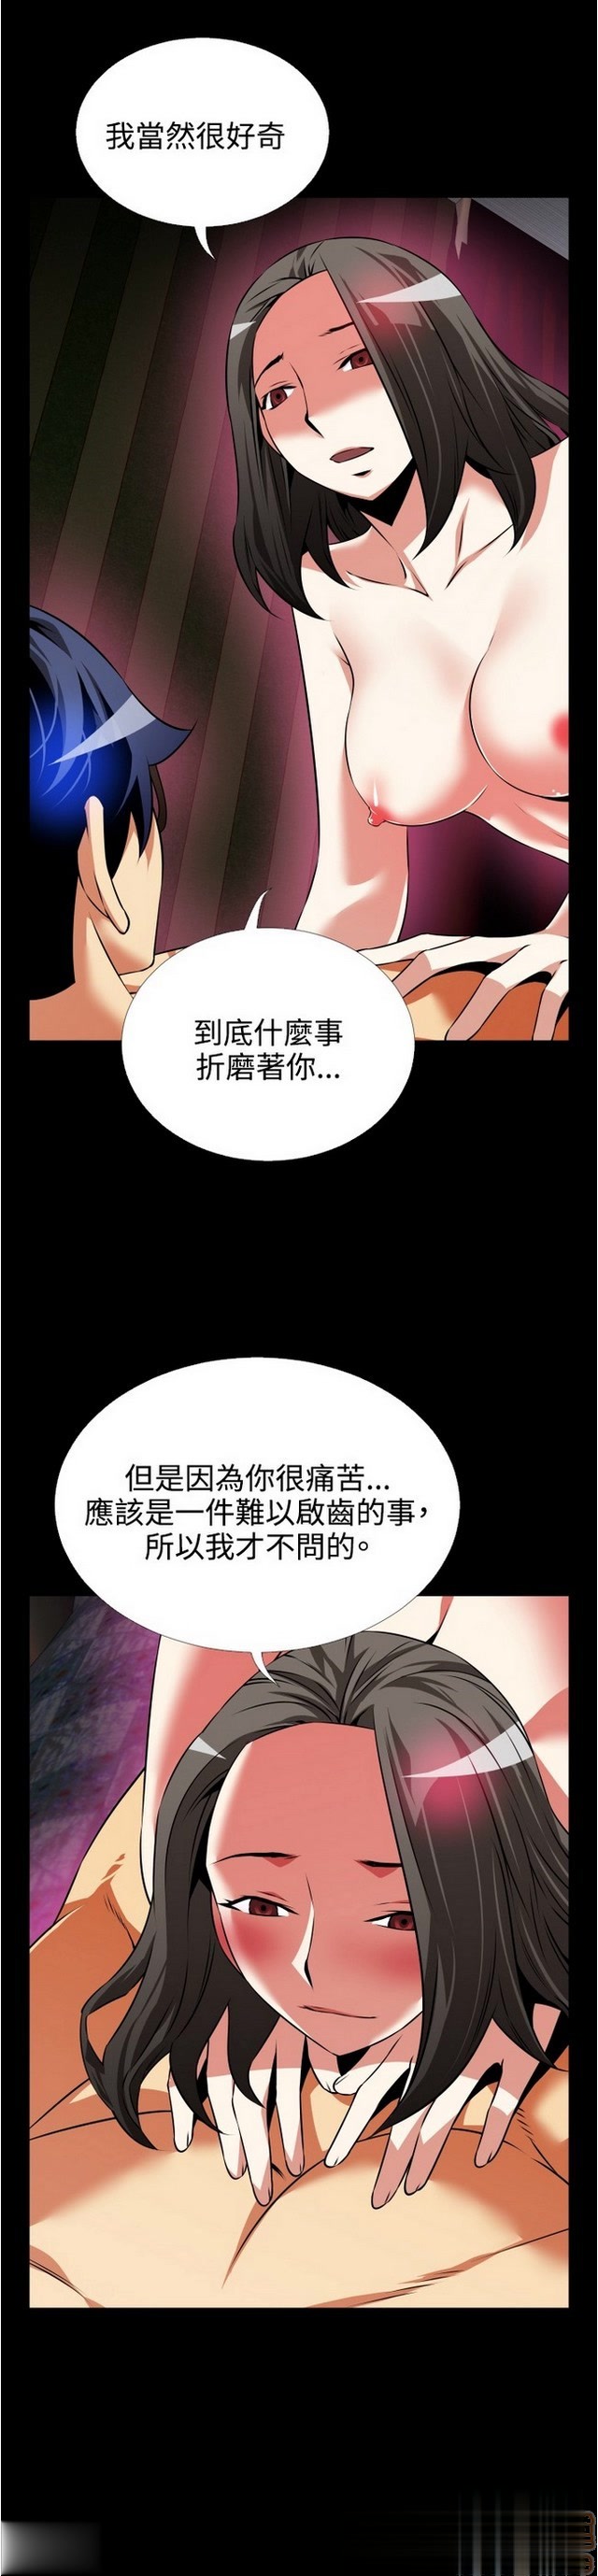 我當然很好奇
到底什麼事
折磨著你...
但是因為你很痛苦...
應該是一件難以啟齒的事，
所以我才不問的。